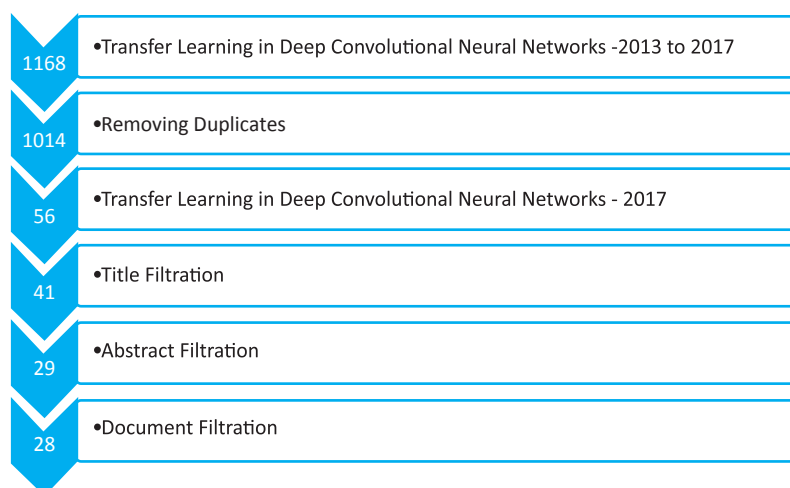 1168
•Transfer Learning in Deep Convolutional Neural Networks -2013 to 2017
1014
•Removing Duplicates
56
•Transfer Learning in Deep Convolutional Neural Networks - 2017
41
•Title Filtration
29
•Abstract Filtration
28
•Document Filtration